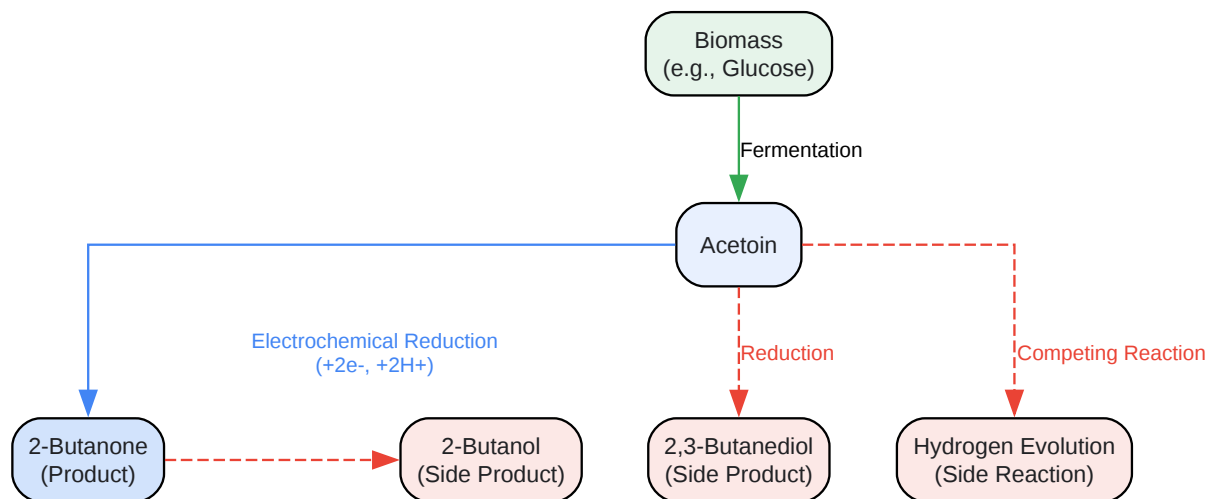 Biomass
(e.g., Glucose)
Fermentation
Acetoin
Electrochemical Reduction
(+2e-, +2H+)
Reduction
Competing Reaction
2-Butanone
(Product)
2-Butanol
(Side Product)
2,3-Butanediol
(Side Product)
Hydrogen Evolution
(Side Reaction)